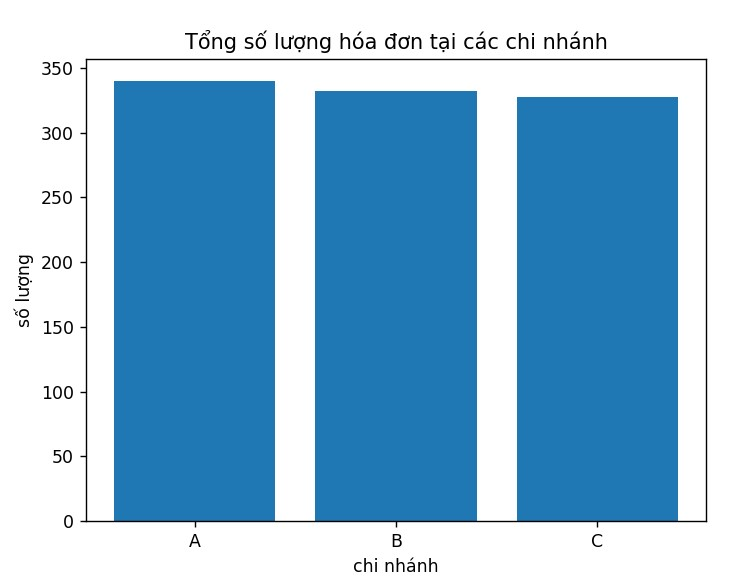 Tổng số lượng hóa đơn tại các chi nhánh
350
300
250
200
150
100
50
0
số lượng
A B C
chi nhánh